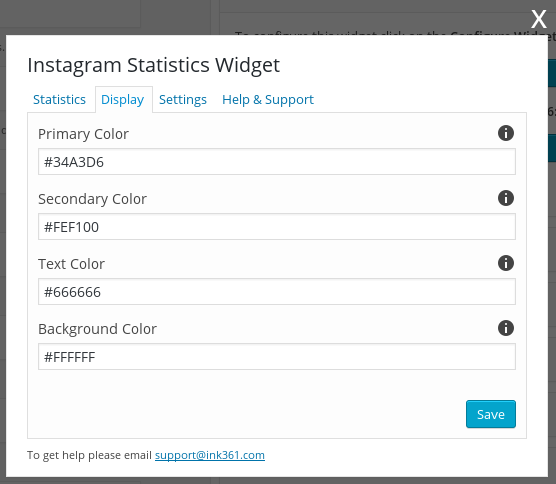 To configure this widget click on the Configure Widget
X
Instagram Statistics Widget
Statistics Display Settings Help & Support
Primary Color
#34A3D6
Secondary Color
#FEF100
Text Color
#666666
Background Color
#FFFFFF
Save
To get help please email support@ink361.com